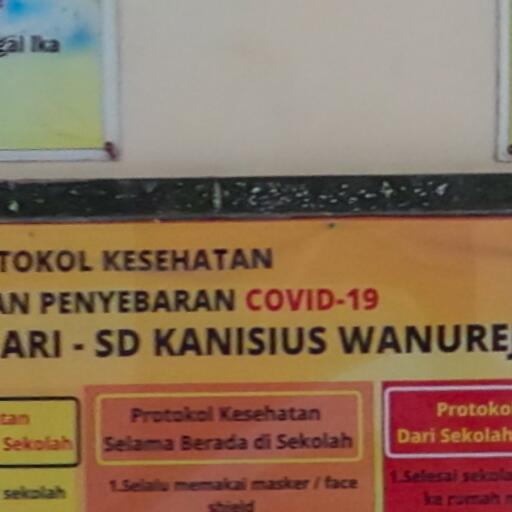 gal Ika
TOKOL KESEHATAN
AN PENYEBARAN COVID-19
ARI - SD KANISIUS WANUREJ
tan
Sekolah
sekolah
Protokol Kesehatan
Selama Berada di Sekolah
1.Selalu memakai masker / face
shield
Protoko
Dari Sekolah
1.Selesai sekola
ke rumah